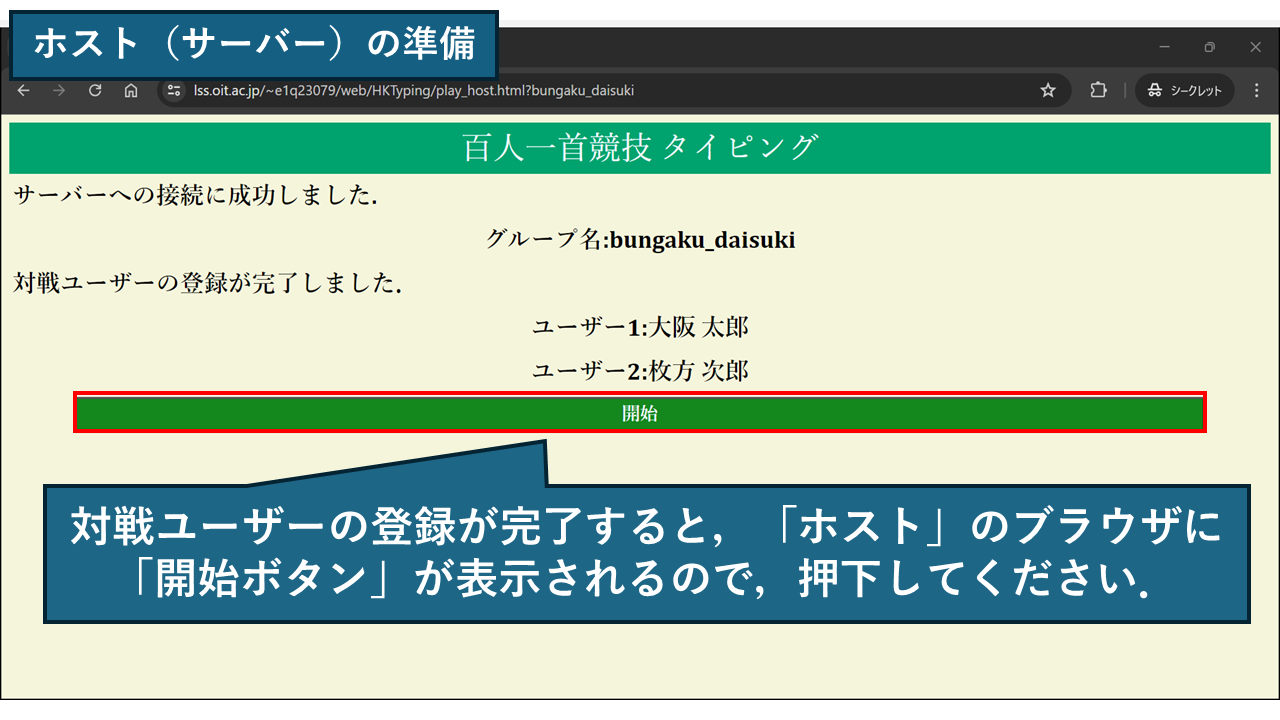 ホスト（サーバー）の準備
lss.oit.ac.jp/~e1q23079/web/HKTyping/play_host.html?bungaku_daisuki
シークレット
百人一首競技 タイピング
サーバーへの接続に成功しました.
グループ名:bungaku_daisuki
対戦ユーザーの登録が完了しました.
ユーザー1:大阪 太郎
ユーザー2:枚方 次郎
開始
対戦ユーザーの登録が完了すると，「ホスト」のブラウザに
「開始ボタン」が表示されるので，押下してください．